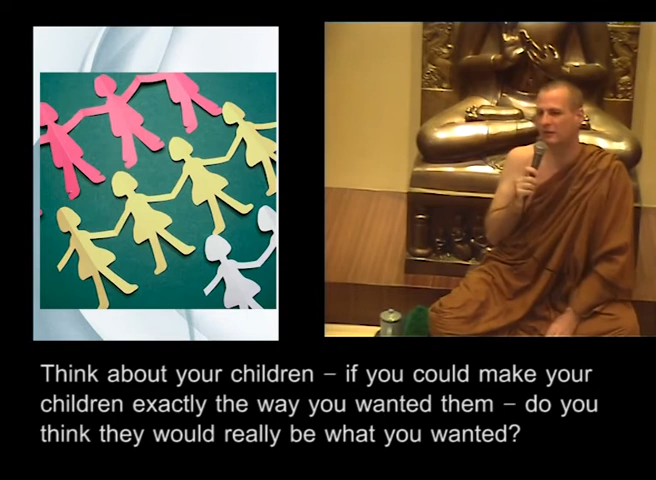 Think about your children – if you could make your
children exactly the way you wanted them – do you
think they would really be what you wanted?